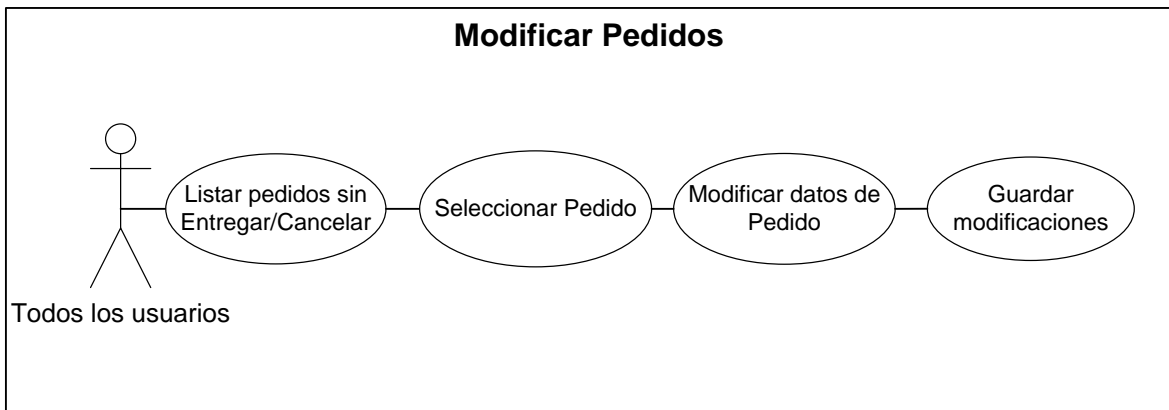 Modificar Pedidos
Listar pedidos sin
Entregar/Cancelar
Seleccionar Pedido
Modificar datos de
Pedido
Guardar
modificaciones
Todos los usuarios